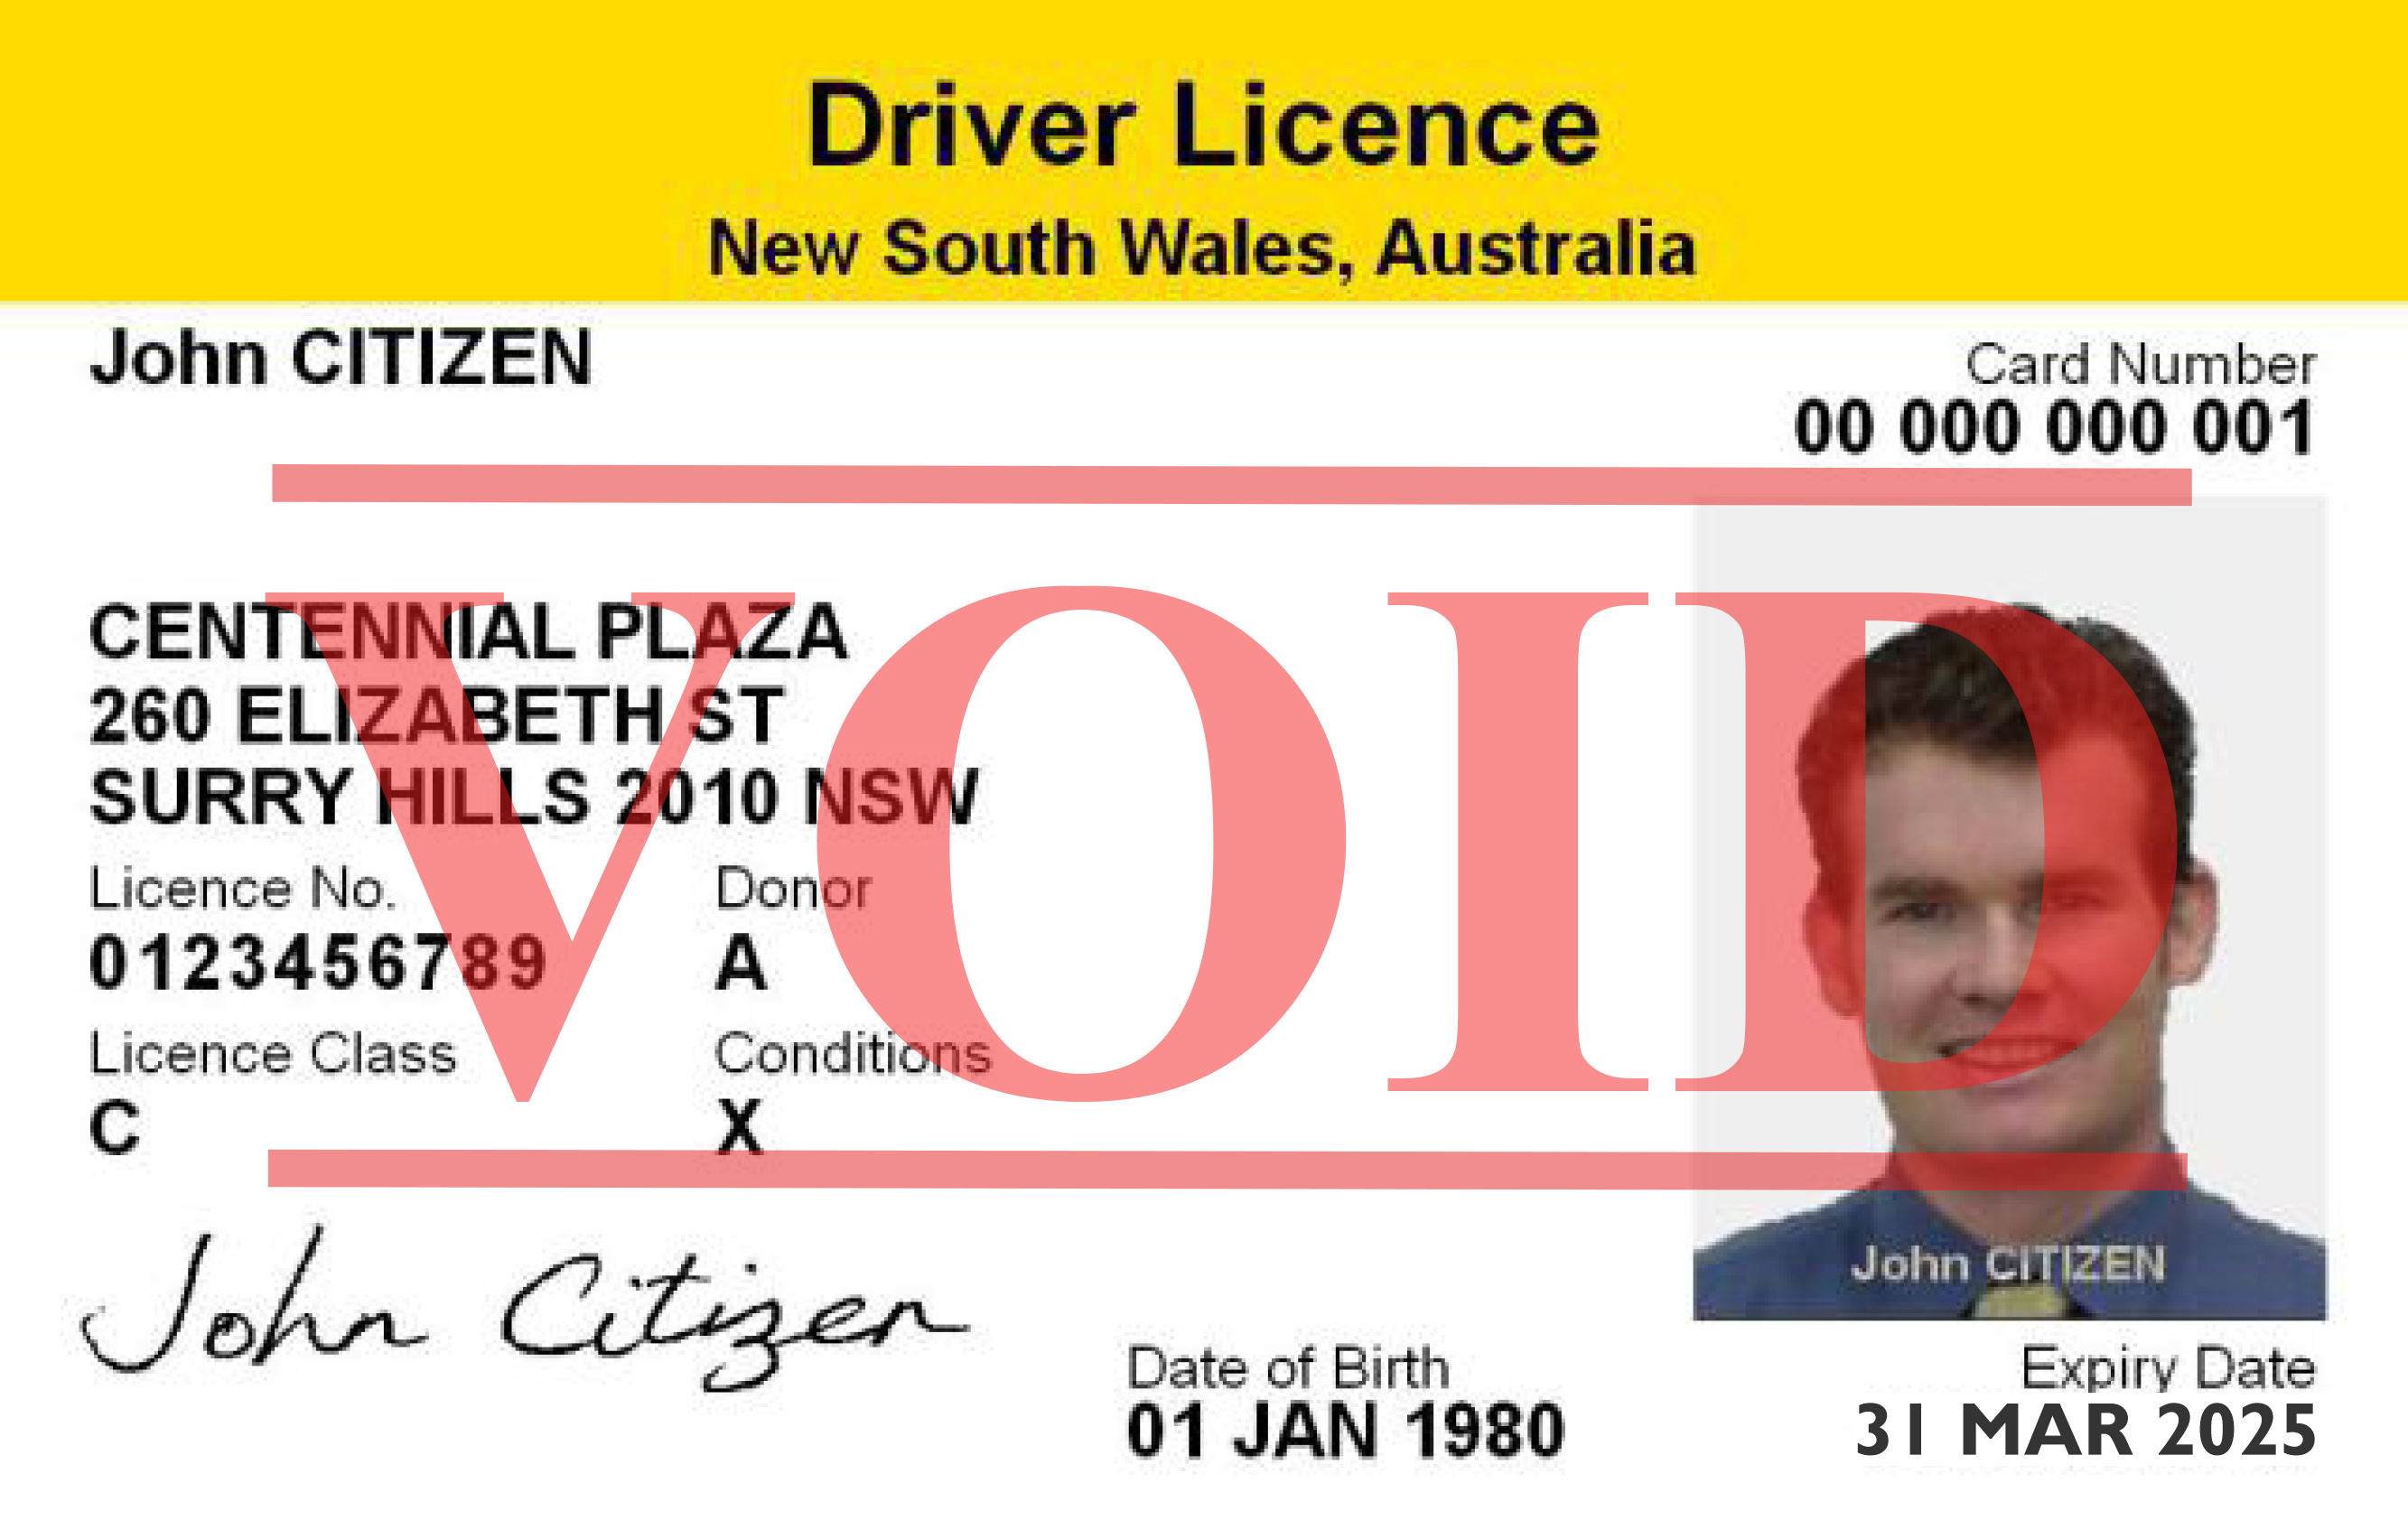 Driver Licence
New South Wales, Australia
John CITIZEN
Card Number
00 000 000 001
CENTENNIAL PLAZA
260 ELIZABETH ST
SURRY HILLS 2010 NSW
VOID
Licence No.
Donor
0123456789
A
Licence Class
Conditions
C
X
John CITIZEN
John Citizen
Date of Birth
01 JAN 1980
Expiry Date
31 MAR 2025